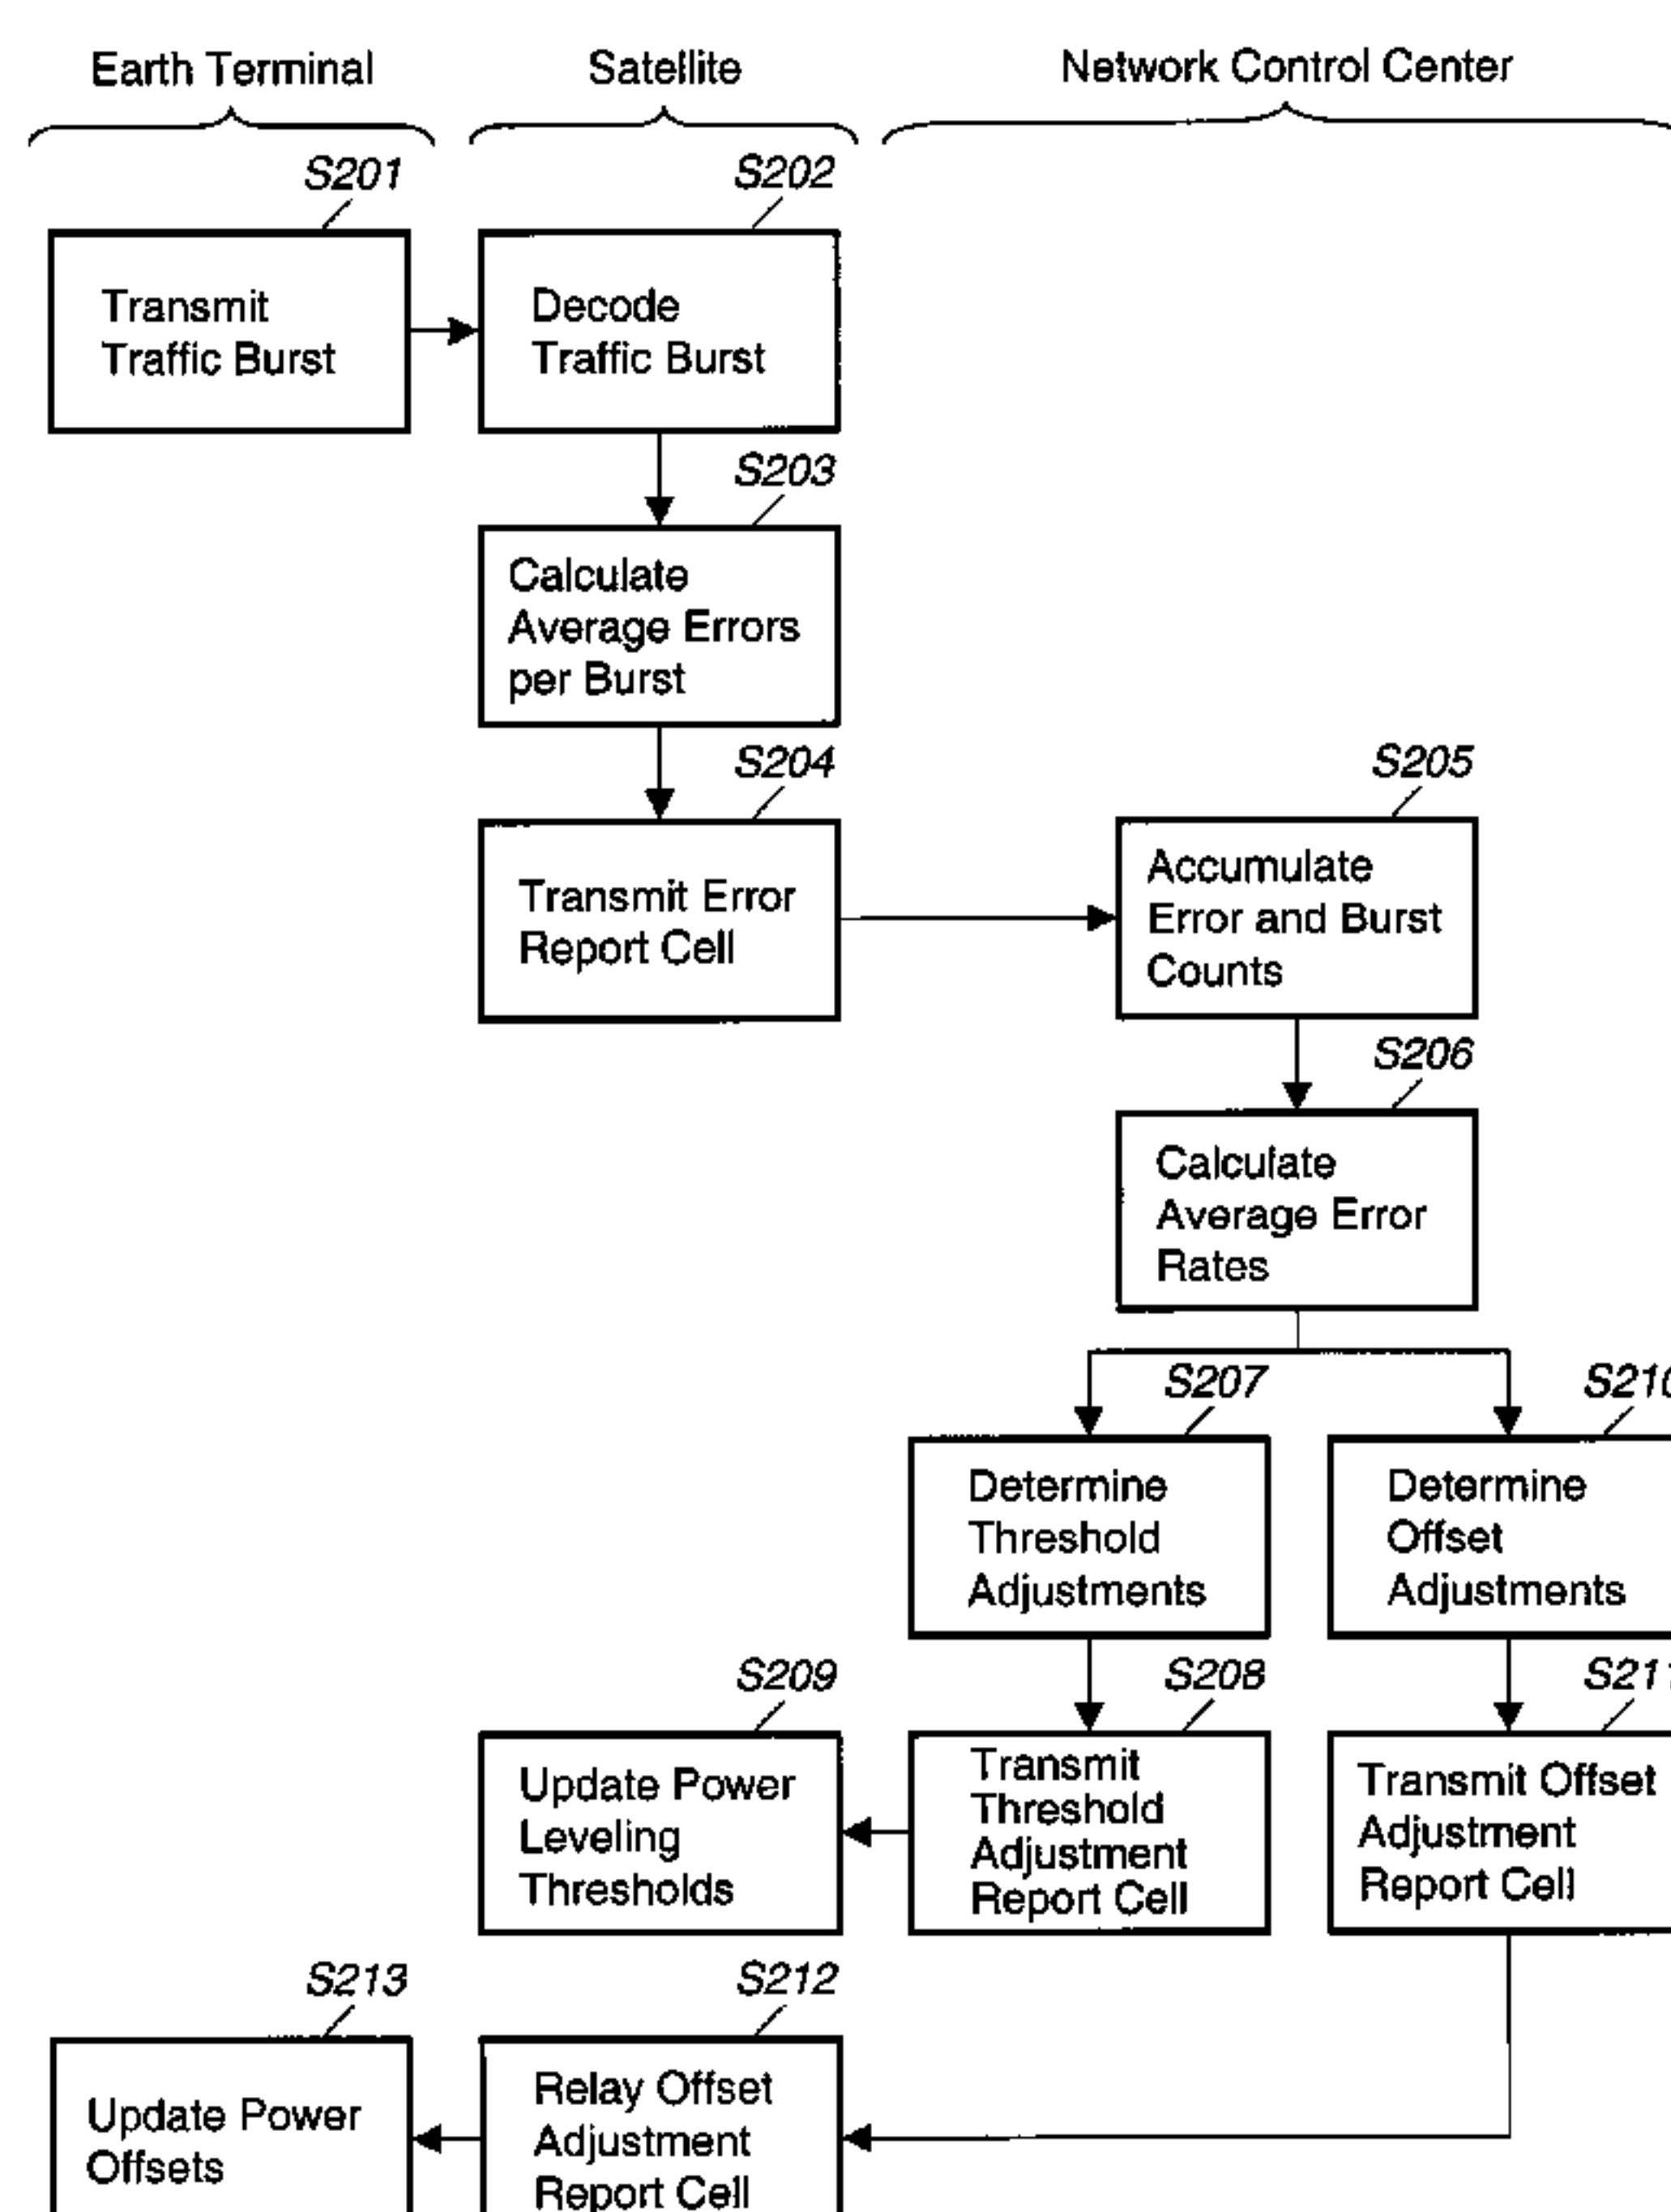 Earth Terminal
Satellite
Network Control Center
S201
S202
Transmit
Traffic Burst
Decode
Traffic Burst
S203
Calculate
Average Errors
per Burst
S204
S205
Transmit Error
Report Cell
Accumulate
Error and Burst
Counts
S206
Calculate
Average Error
Rates
S207
S210
Determine
Threshold
Adjustments
Determine
Offset
Adjustments
S209
S208
S211
Update Power
Leveling
Thresholds
Transmit
Threshold
Adjustment
Report Cell
Transmit Offset
Adjustment
Report Cell
S213
S212
Update Power
Offsets
Relay Offset
Adjustment
Report Cell